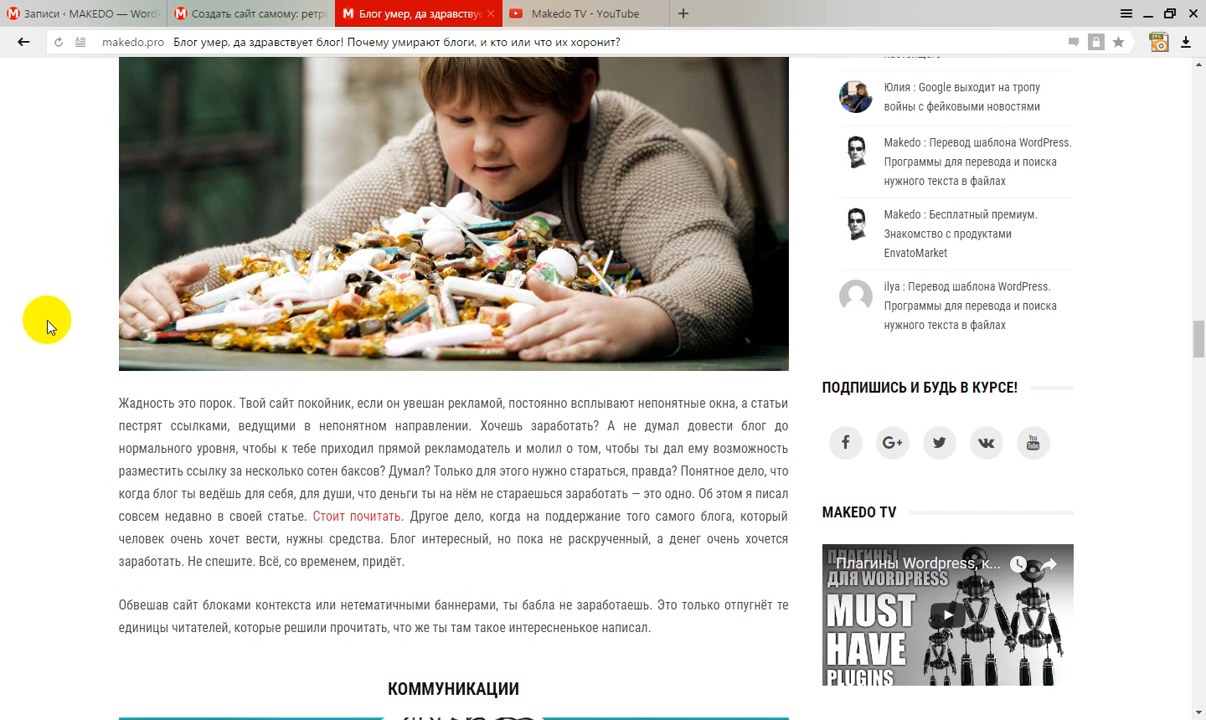 Записи ‹ MAKEDO — Word
Создать сайт самому: ретро
Блог умер, да здравству
Makedo TV - YouTube
makedo.pro Блог умер, да здравствует блог! Почему умирают блоги, и кто или что их хоронит?
Жадность это порок. Твой сайт покойник, если он увешан рекламой, постоянно всплывают непонятные окна, а статьи
пестрят ссылками, ведущими в непонятном направлении. Хочешь заработать? А не думал довести блог до
нормального уровня, чтобы к тебе приходил прямой рекламодатель и молил о том, чтобы ты дал ему возможность
разместить ссылку за несколько сотен баксов? Думал? Только для этого нужно стараться, правда? Понятное дело, что
когда блог ты ведёшь для себя, для души, что деньги ты на нём не стараешься заработать — это одно. Об этом я писал
совсем недавно в своей статье. Стоит почитать. Другое дело, когда на поддержание того самого блога, который
человек очень хочет вести, нужны средства. Блог интересный, но пока не раскрученный, а денег очень хочется
заработать. Не спешите. Всё, со временем, придёт.
Обвешав сайт блоками контекста или нетематичными баннерами, ты бабла не заработаешь. Это только отпугнёт те
единицы читателей, которые решили прочитать, что же ты там такое интересненькое написал.
КОММУНИКАЦИИ
Юлия : Google выходит на тропу
войны с фейковыми новостями
Makedo : Перевод шаблона WordPress.
Программы для перевода и поиска
нужного текста в файлах
Makedo : Бесплатный премиум.
Знакомство с продуктами
EnvatoMarket
ilya : Перевод шаблона WordPress.
Программы для перевода и поиска
нужного текста в файлах
ПОДПИШИСЬ И БУДЬ В КУРСЕ!
You
Tube
MAKEDO TV
Плагины Wordpress, к...
ПЛАГИНЫ
ДЛЯ WORDPRESS
MUST
HAVE
PLUGINS